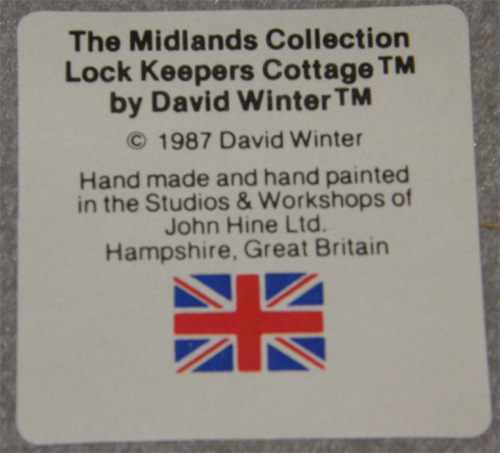 The Midlands Collection
Lock Keepers Cottage™
by David Winter™
© 1987 David Winter
Hand made and hand painted
in the Studios & Workshops of
John Hine Ltd.
Hampshire, Great Britain